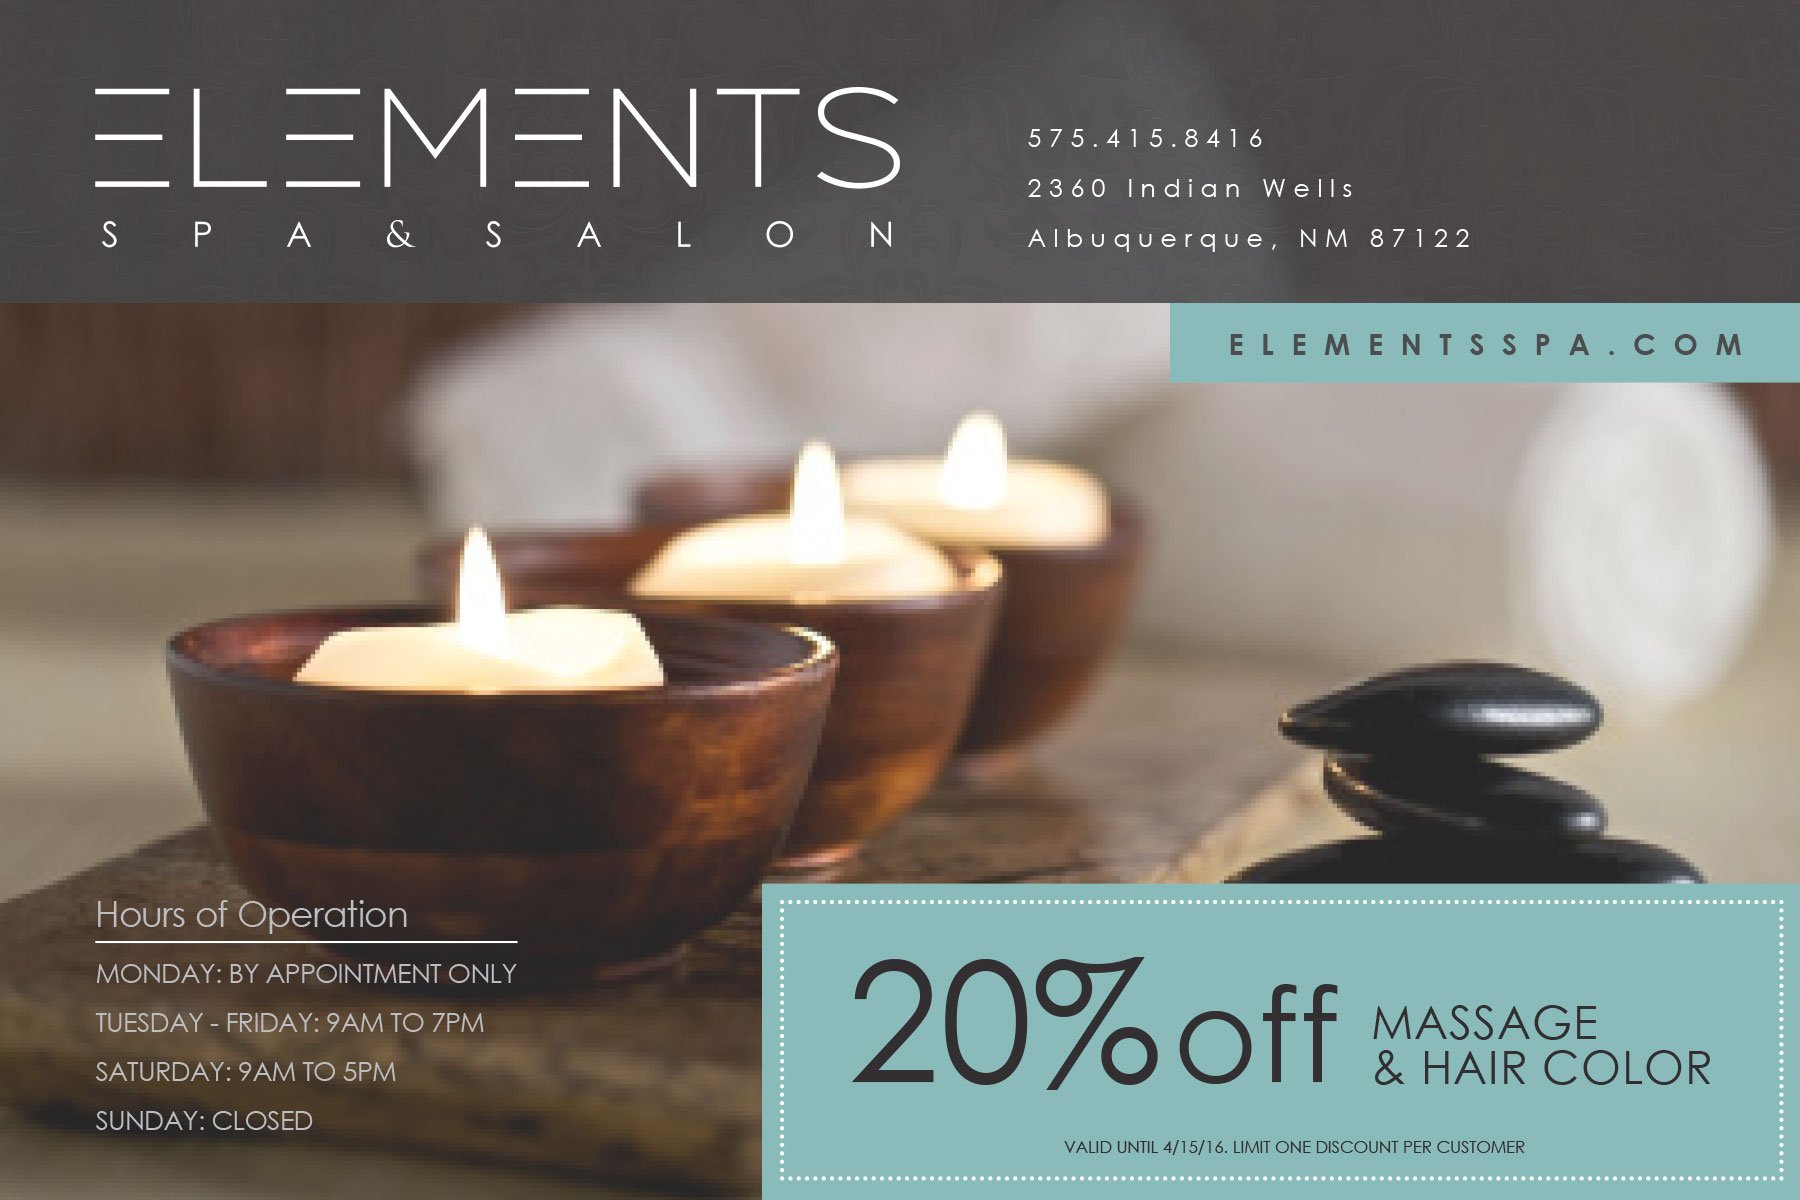 ELEMENTS
SPA & SALON
575.415.8416
2360 Indian Wells
Albuquerque, NM 87122
ELEMENTSSPA.COM
Hours of Operation
MONDAY: BY APPOINTMENT ONLY
TUESDAY - FRIDAY: 9AM TO 7PM
SATURDAY: 9AM TO 5PM
SUNDAY: CLOSED
20% off MASSAGE
& HAIR COLOR
VALID UNTIL 4/15/16. LIMIT ONE DISCOUNT PER CUSTOMER